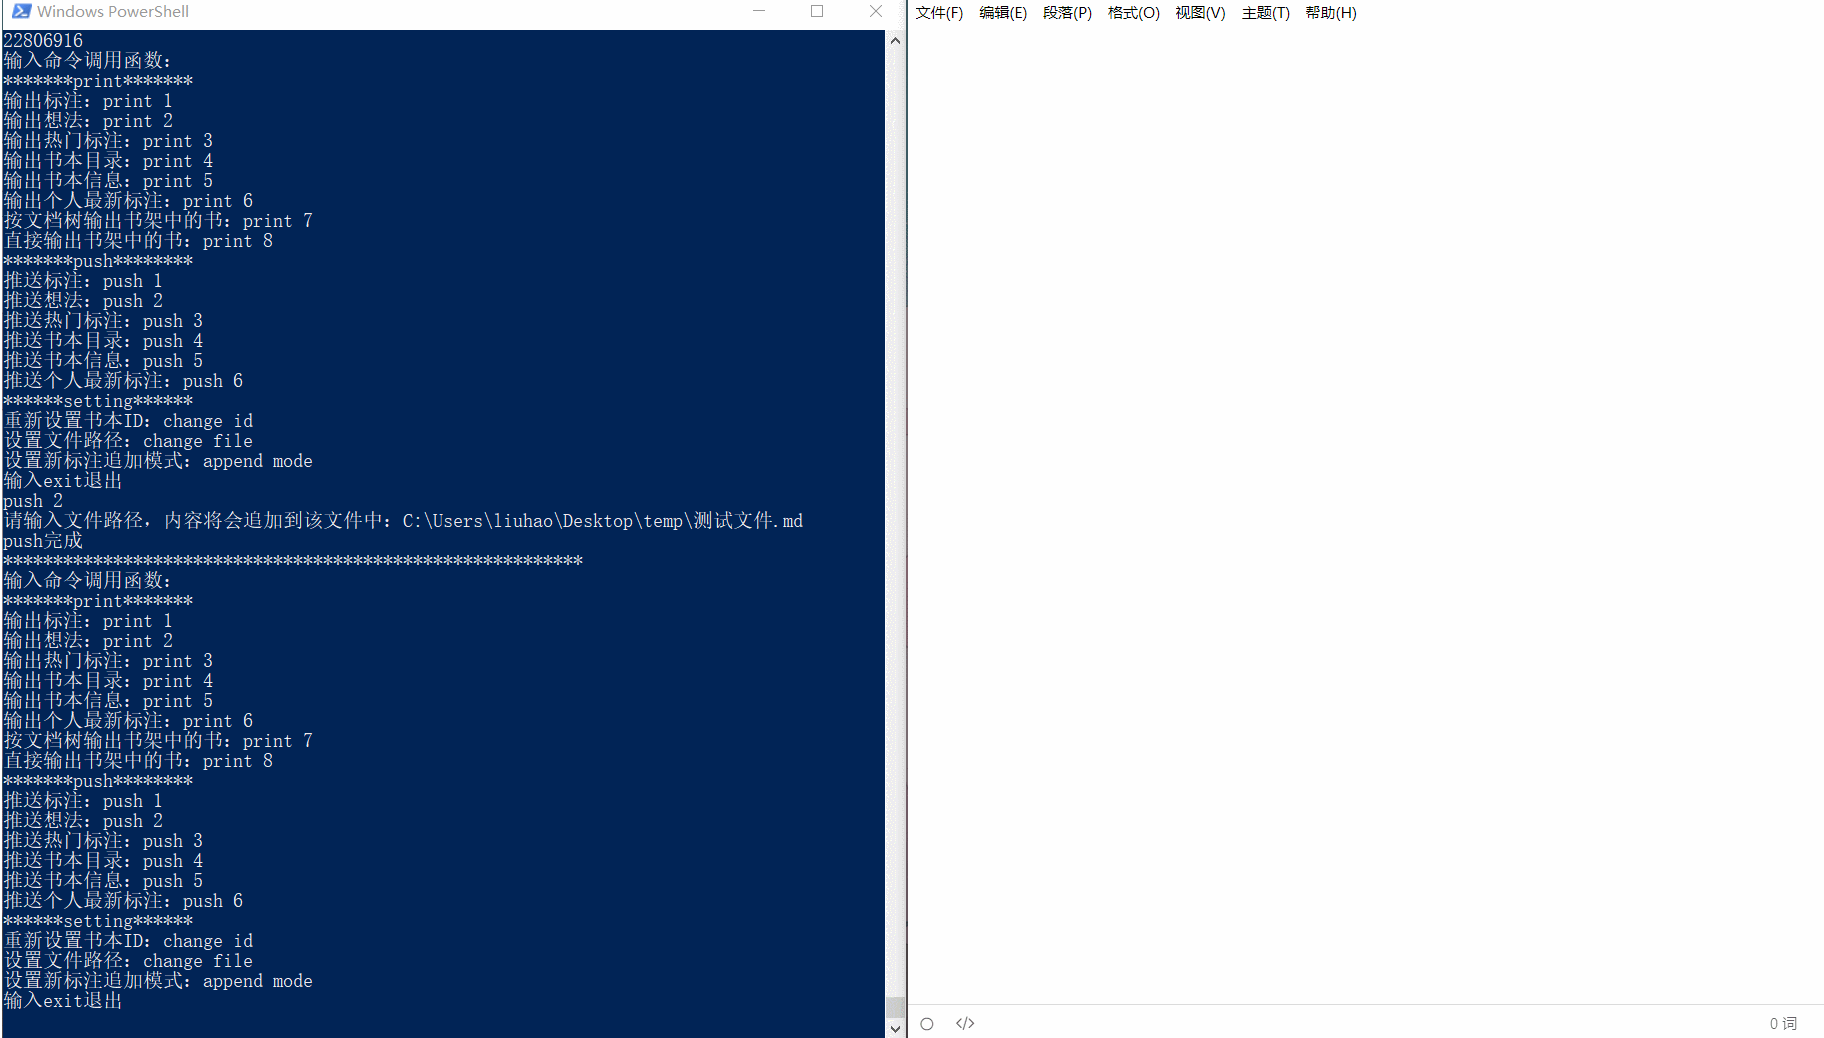 Windows PowerShell
22806916
输入命令调用函数:
*******print*******
输出标注: print 1
输出想法: print 2
输出热门标注: print 3
输出书本目录: print 4
输出书本信息: print 5
输出个人最新标注: print 6
按文档树输出书架中的书: print 7
直接输出书架中的书: print 8
*******push********
推送标注: push 1
推送想法: push 2
推送热门标注: push 3
推送书本目录: push 4
推送书本信息: push 5
推送个人最新标注: push 6
******setting******
重新设置书本ID: change id
设置文件路径: change file
设置新标注追加模式: append mode
输入exit退出
push 2
请输入文件路径，内容将会追加到该文件中: C:\Users\liuhao\Desktop\temp\测试文件.md
push完成
**********************************************************
输入命令调用函数:
*******print*******
输出标注: print 1
输出想法: print 2
输出热门标注: print 3
输出书本目录: print 4
输出书本信息: print 5
输出个人最新标注: print 6
按文档树输出书架中的书: print 7
直接输出书架中的书: print 8
*******push********
推送标注: push 1
推送想法: push 2
推送热门标注: push 3
推送书本目录: push 4
推送书本信息: push 5
推送个人最新标注: push 6
******setting******
重新设置书本ID: change id
设置文件路径: change file
设置新标注追加模式: append mode
输入exit退出
文件(F) 编辑(E) 段落(P) 格式(O) 视图(V) 主题(T) 帮助(H)
</> 0 词